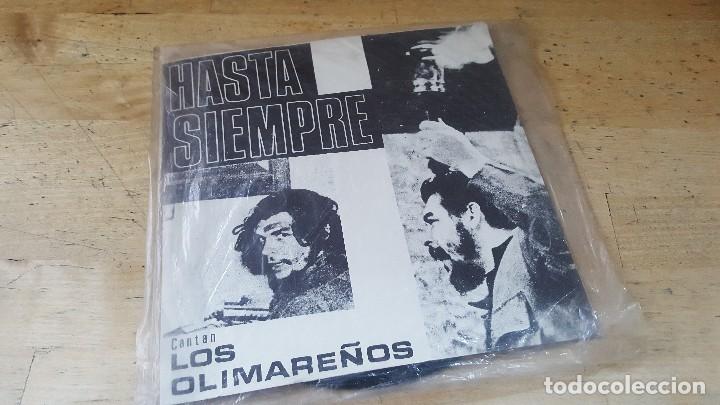 HASTA
SIEMPRE
Cantan
LOS
OLIMAREÑOS
todocoleccion